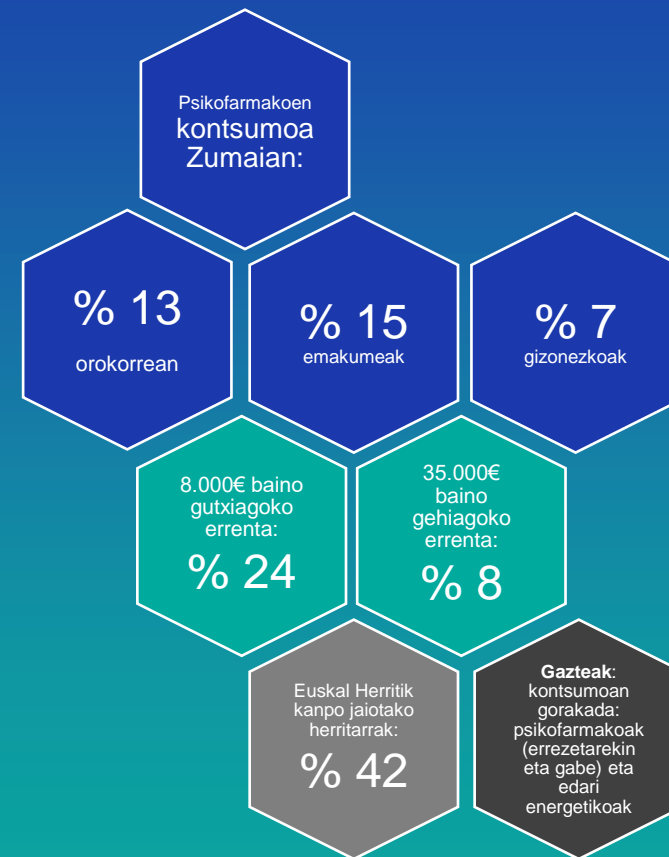 Psikofarmakoen
kontsumoa
Zumaian:
% 13
orokorrean
% 15
emakumeak
% 7
gizonezkoak
8.000€ baino
gutxiagoko
errenta:
% 24
35.000€
baino
gehiagoko
errenta:
% 8
Euskal Herritik
kanpo jaiotako
herritarrak:
% 42
Gazteak:
kontsumoan
gorakada:
psikofarmakoak
(errezetarekin
eta gabe) eta
edari
energetikoak